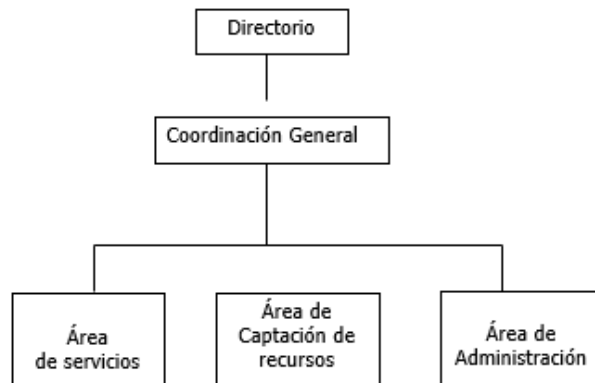 Directorio
Coordinación General
Área
de servicios
Área de
Captación de
recursos
Área de
Administración